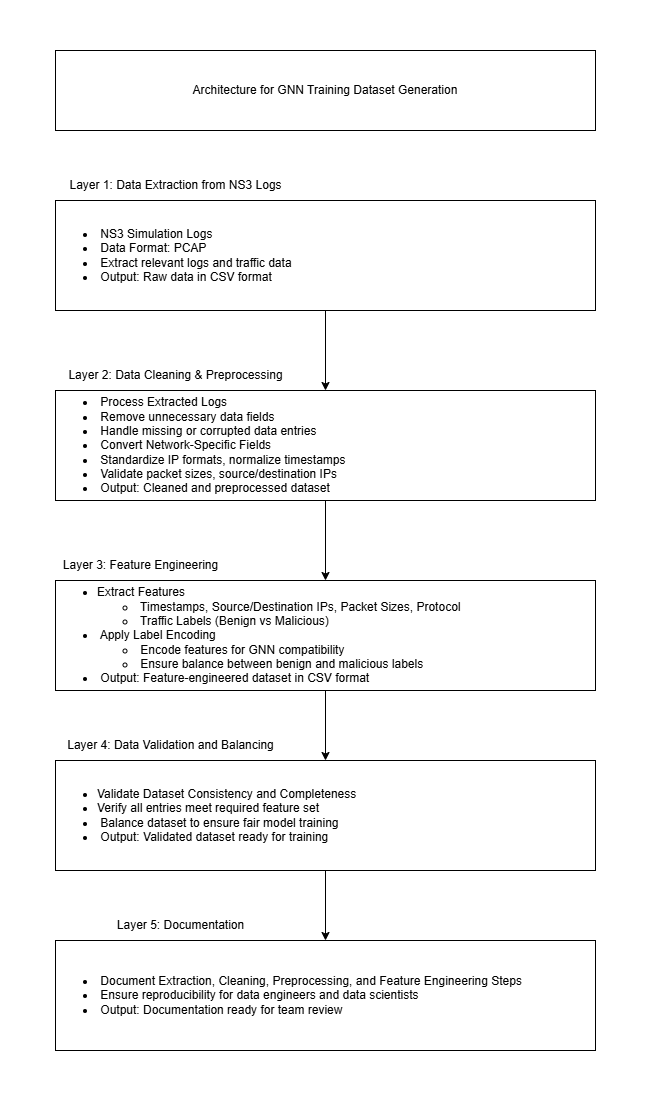 Architecture for GNN Training Dataset Generation
Layer 1: Data Extraction from NS3 Logs
• NS3 Simulation Logs
• Data Format: PCAP
• Extract relevant logs and traffic data
• Output: Raw data in CSV format
Layer 2: Data Cleaning & Preprocessing
• Process Extracted Logs
• Remove unnecessary data fields
• Handle missing or corrupted data entries
• Convert Network-Specific Fields
• Standardize IP formats, normalize timestamps
• Validate packet sizes, source/destination IPs
• Output: Cleaned and preprocessed dataset
Layer 3: Feature Engineering
• Extract Features
○ Timestamps, Source/Destination IPs, Packet Sizes, Protocol
○ Traffic Labels (Benign vs Malicious)
• Apply Label Encoding
○ Encode features for GNN compatibility
○ Ensure balance between benign and malicious labels
• Output: Feature-engineered dataset in CSV format
Layer 4: Data Validation and Balancing
• Validate Dataset Consistency and Completeness
• Verify all entries meet required feature set
• Balance dataset to ensure fair model training
• Output: Validated dataset ready for training
Layer 5: Documentation
• Document Extraction, Cleaning, Preprocessing, and Feature Engineering Steps
• Ensure reproducibility for data engineers and data scientists
• Output: Documentation ready for team review